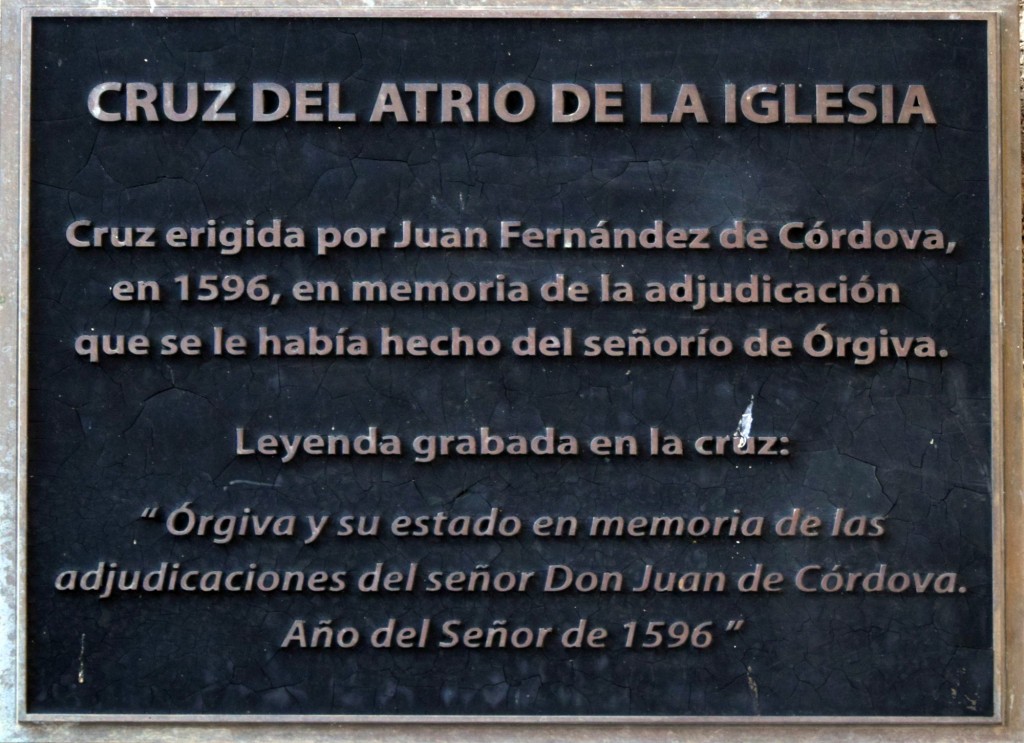 CRUZ DEL ATRIO DE LA IGLESIA
Cruz erigida por Juan Fernández de Córdova,
en 1596, en memoria de la adjudicación
que se le había hecho del señorío de Órgiva.
Leyenda grabada en la cruz:
“ Órgiva y su estado en memoria de las
adjudicaciones del señor Don Juan de Córdova.
Año del Señor de 1596 ”